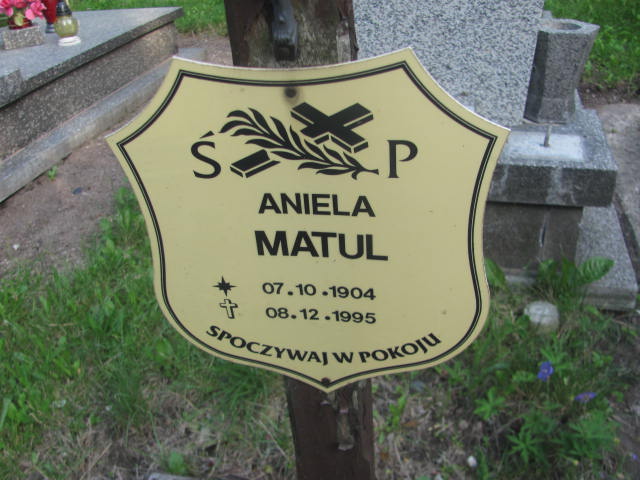 Ś P
ANIELA
MATUL
07.10.1904
08.12.1995
SPOCZYWAJ W POKOJU